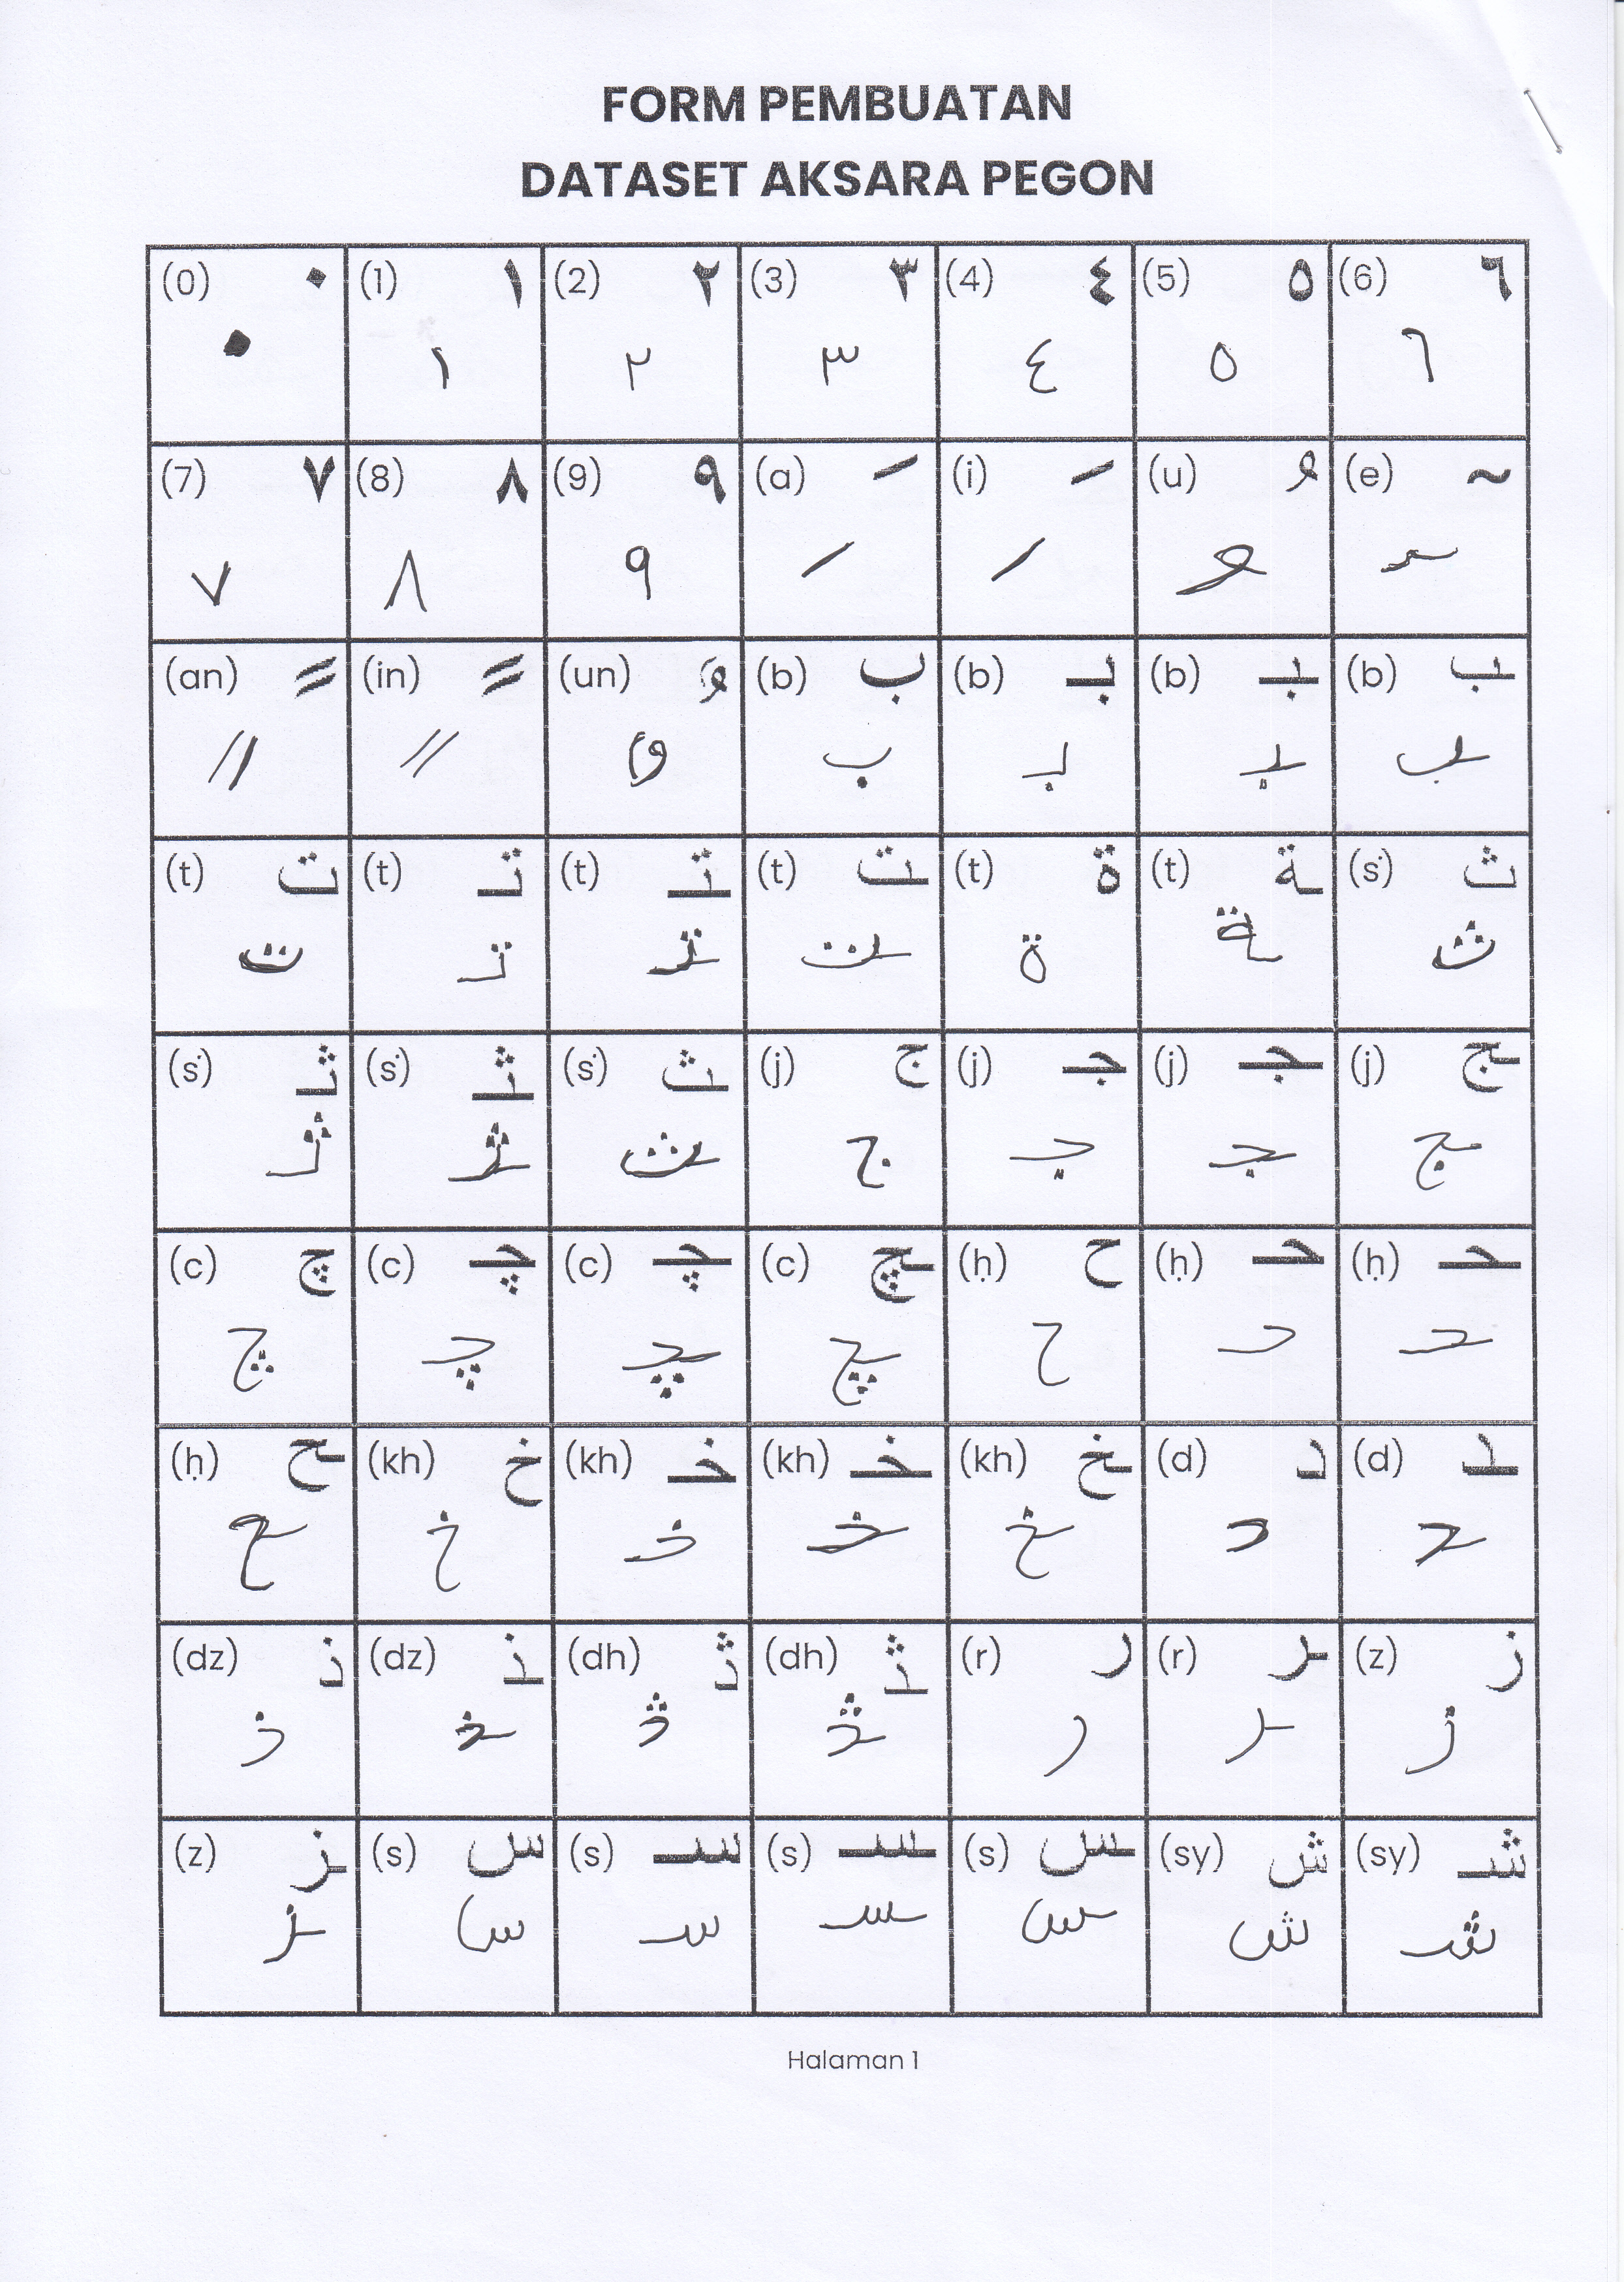 FORM PEMBUATAN
DATASET AKSARA PEGON
(0) ٠ (1) ١ (2) ٢ (3) ٣ (4) ٤ (5) ٥ (6) ٦
٠ ١ ٢ ٣ ٤ ٥ ٦
(7) ٧ (8) ٨ (9) ٩ (a) َ (i) َ (u) ُ (e) ~
٧ ٨ ٩ َ َ ُ ~
(an) ً (in) ً (un) ٌ (b) ب (b) بـ (b) ـبـ (b) ـب
ً ً ٌ ب بـ ـبـ ـب
(t) ت (t) تـ (t) ـتـ (t) ـت (t) ة (t) ـة (ṡ) ث
ت تـ ـتـ ـت ة ـة ث
(ṡ) ثـ (ṡ) ـثـ (ṡ) ـث (j) ج (j) جـ (j) ـجـ (j) ـج
ثـ ـثـ ـث ج جـ ـجـ ـج
(c) چ (c) چـ (c) ـچـ (c) ـچ (ḥ) ح (ḥ) حـ (ḥ) ـحـ
چ چـ ـچـ ـچ ح حـ ـحـ
(ḥ) ـح (kh) خ (kh) خـ (kh) ـخـ (kh) ـخ (d) د (d) ـد
ـح خ خـ ـخـ ـخ د ـد
(dz) ذ (dz) ـذ (dh) ڎ (dh) ـڎ (r) ر (r) ـر (z) ز
ذ ـذ ڎ ـڎ ر ـر ز
(z) ـز (s) س (s) سـ (s) ـسـ (s) ـس (sy) ش (sy) شـ
ـز س سـ ـسـ ـس ش شـ
Halaman 1